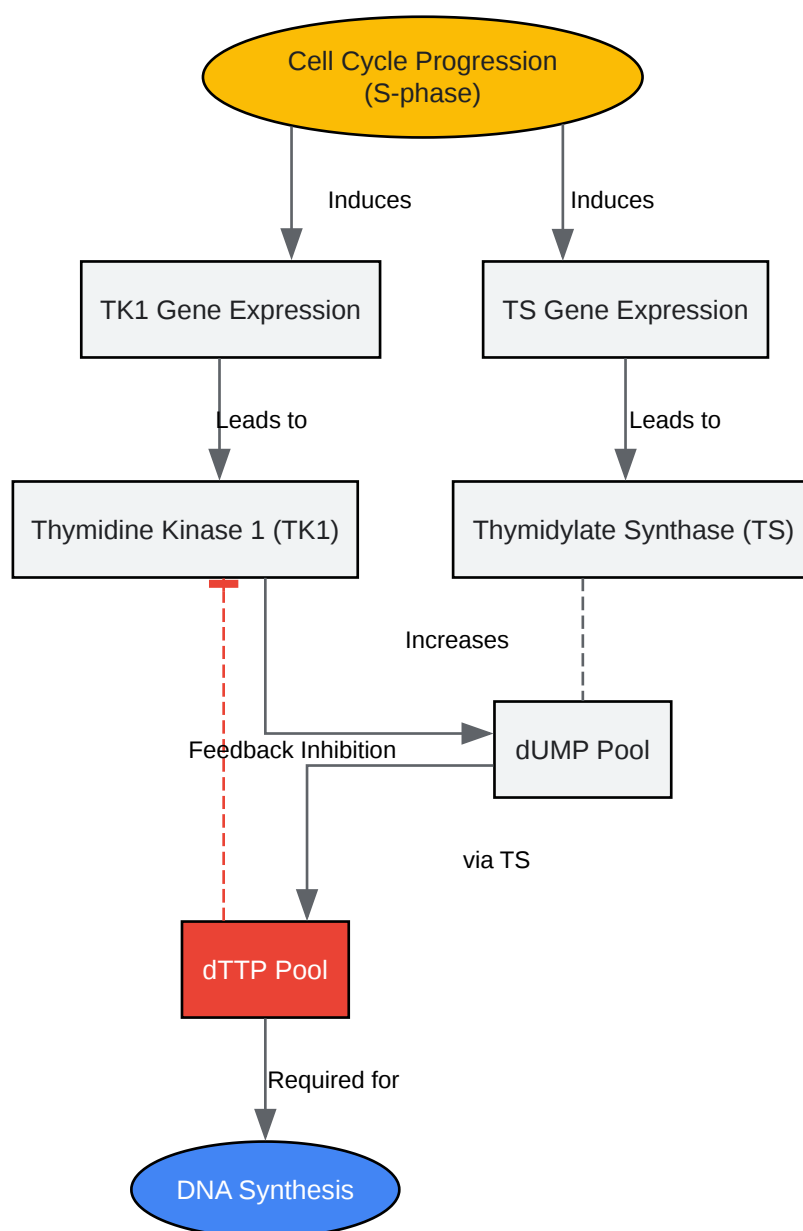 Cell Cycle Progression
(S-phase)
Induces
Induces
TK1 Gene Expression
TS Gene Expression
Leads to
Leads to
Thymidine Kinase 1 (TK1)
Thymidylate Synthase (TS)
Increases
Feedback Inhibition
dUMP Pool
via TS
dTTP Pool
Required for
DNA Synthesis